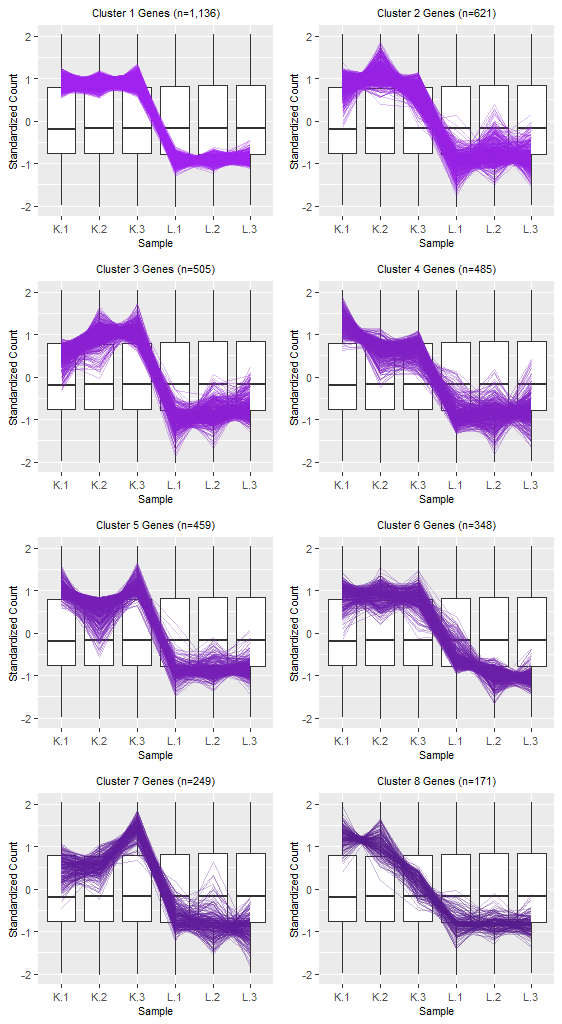 Cluster 1 Genes (n=1,136)
2
1
0
-1
-2
Standardized Count
K.1 K.2 K.3 L.1 L.2 L.3
Sample
Cluster 2 Genes (n=621)
2
1
0
-1
-2
Standardized Count
K.1 K.2 K.3 L.1 L.2 L.3
Sample
Cluster 3 Genes (n=505)
2
1
0
-1
-2
Standardized Count
K.1 K.2 K.3 L.1 L.2 L.3
Sample
Cluster 4 Genes (n=485)
2
1
0
-1
-2
Standardized Count
K.1 K.2 K.3 L.1 L.2 L.3
Sample
Cluster 5 Genes (n=459)
2
1
0
-1
-2
Standardized Count
K.1 K.2 K.3 L.1 L.2 L.3
Sample
Cluster 6 Genes (n=348)
2
1
0
-1
-2
Standardized Count
K.1 K.2 K.3 L.1 L.2 L.3
Sample
Cluster 7 Genes (n=249)
2
1
0
-1
-2
Standardized Count
K.1 K.2 K.3 L.1 L.2 L.3
Sample
Cluster 8 Genes (n=171)
2
1
0
-1
-2
Standardized Count
K.1 K.2 K.3 L.1 L.2 L.3
Sample